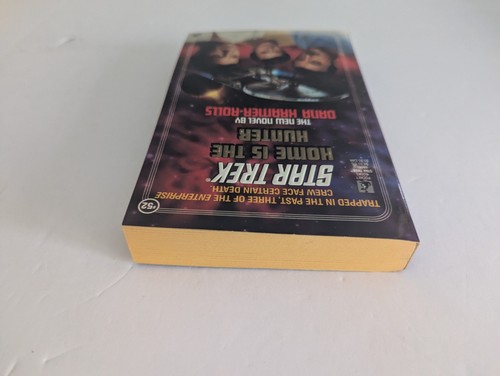 #52
TRAPPED IN THE PAST, THREE OF THE ENTERPRISE
CREW FACE CERTAIN DEATH.
STAR TREK®
HOME IS THE
HUNTER
THE NEW NOVEL BY
DANA KRAMER-ROLLS